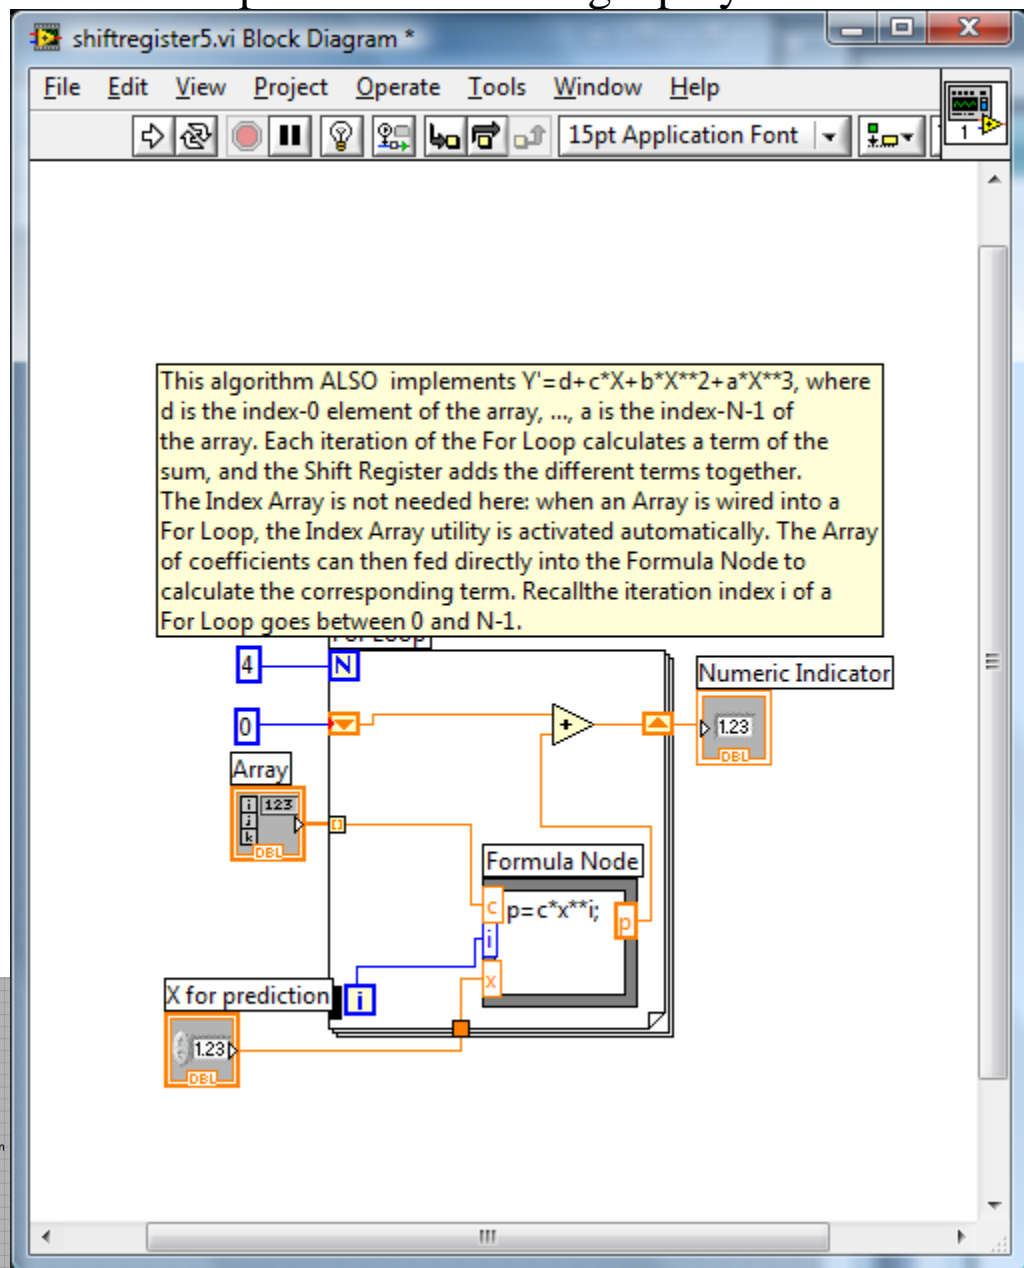 shiftregister5.vi Block Diagram *
File Edit View Project Operate Tools Window Help
15pt Application Font
1
This algorithm ALSO implements Y'=d+c*X+b*X**2+a*X**3, where
d is the index-0 element of the array, ..., a is the index-N-1 of
the array. Each iteration of the For Loop calculates a term of the
sum, and the Shift Register adds the different terms together.
The Index Array is not needed here: when an Array is wired into a
For Loop, the Index Array utility is activated automatically. The Array
of coefficients can then fed directly into the Formula Node to
calculate the corresponding term. Recallthe iteration index i of a
For Loop goes between 0 and N-1.
For Loop
4
N
Numeric Indicator
0
+
1.23
DBL
Array
i 123
j
k
DBL
Formula Node
c p=c*x**i; p
i
x
X for prediction
i
1.23
DBL